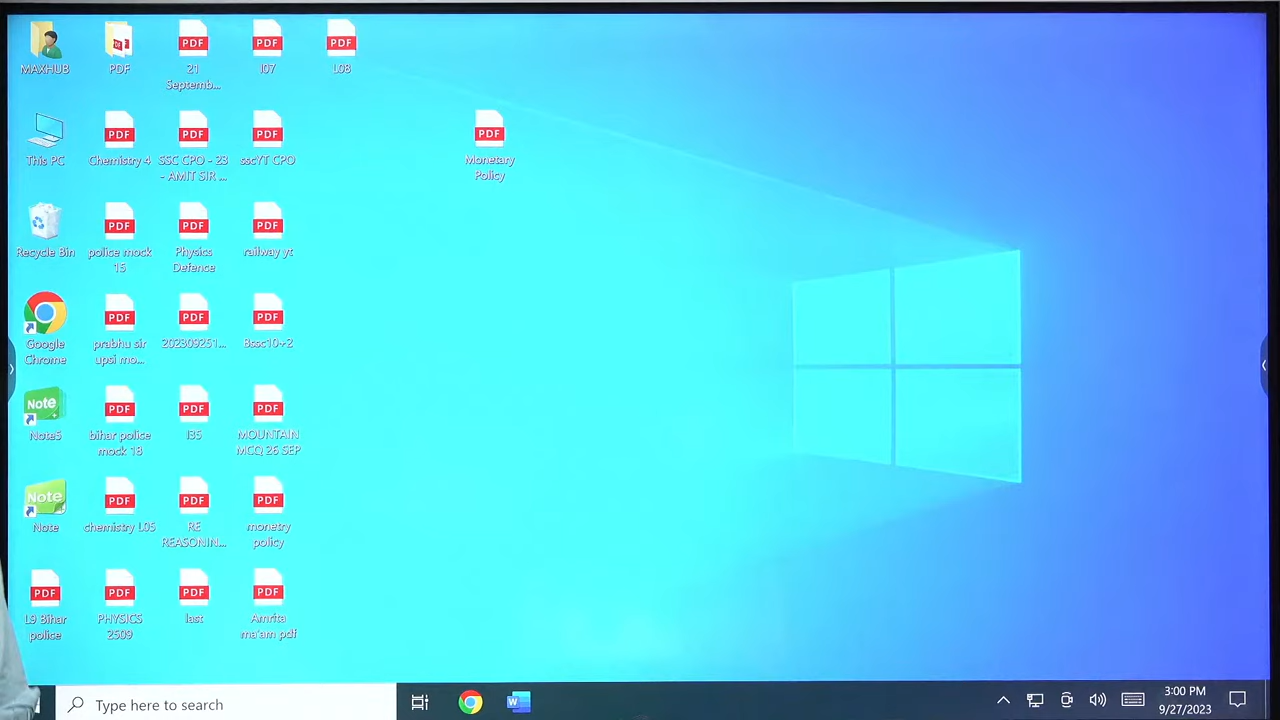 MAXHUB
PDF
PDF
21
Septemb...
PDF
l07
PDF
L08
This PC
PDF
Chemistry 4
PDF
SSC CPO - 23
- AMIT SIR ...
PDF
sscYT CPO
PDF
Monetary
Policy
Recycle Bin
PDF
police mock
15
PDF
Physics
Defence
PDF
railway yt
Google
Chrome
PDF
prabhu sir
upsi mo...
PDF
202309251...
PDF
Bssc10+2
Note
Note5
PDF
bihar police
mock 18
PDF
l35
PDF
MOUNTAIN
MCQ 26 SEP
Note
Note
PDF
chemistry L05
PDF
RE
REASONIN...
PDF
monetry
policy
PDF
L9 Bihar
police
PDF
PHYSICS
2509
PDF
last
PDF
Amrita
ma'am pdf
Type here to search
W
3:00 PM
9/27/2023